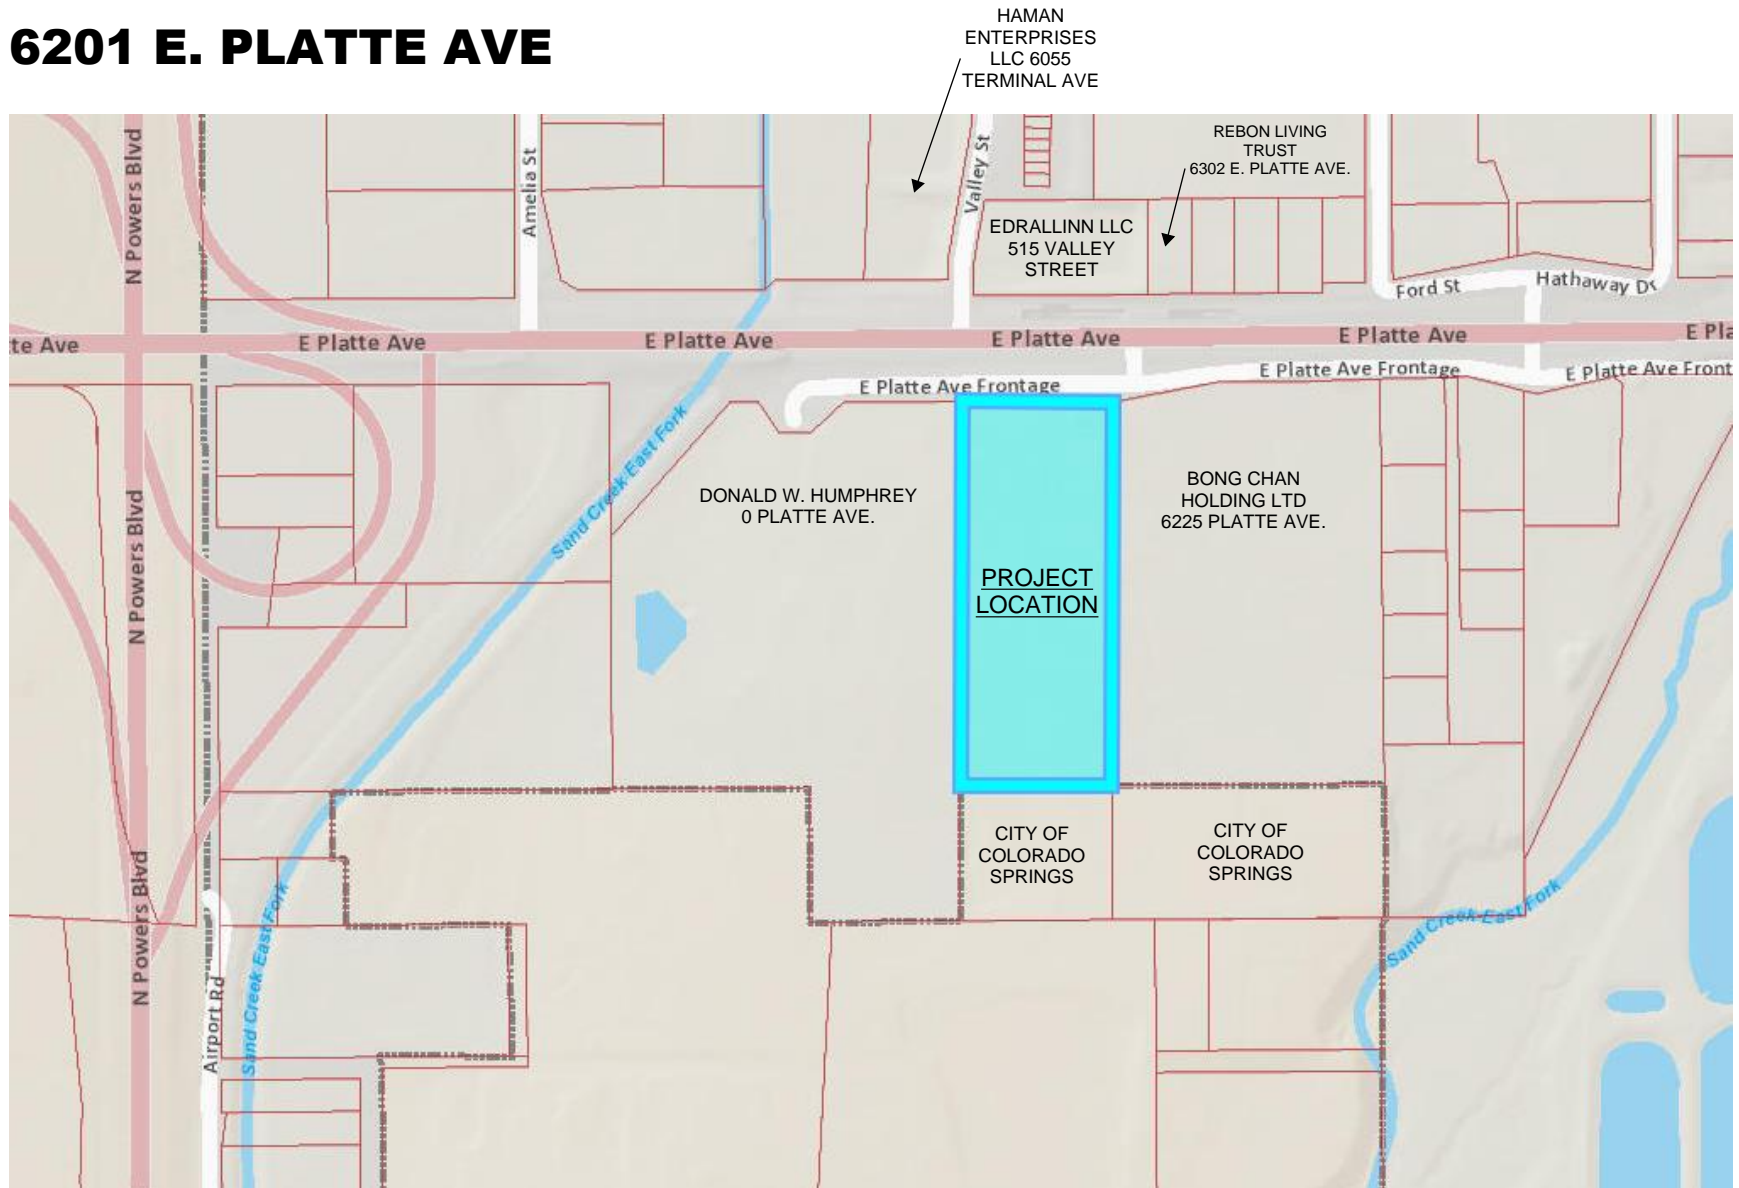 6201 E. PLATTE AVE
HAMAN
ENTERPRISES
LLC 6055
TERMINAL AVE
REBON LIVING
TRUST
6302 E. PLATTE AVE.
N Powers Blvd
Amelia St
Valley St
EDRALLINN LLC
515 VALLEY
STREET
Ford St
Hathaway Dr
tte Ave
E Platte Ave
E Platte Ave
E Platte Ave
E Platte Ave
E Pla
E Platte Ave Frontage
E Platte Ave Frontage
E Platte Ave Front
Sand Creek East Fork
DONALD W. HUMPHREY
0 PLATTE AVE.
BONG CHAN
HOLDING LTD
6225 PLATTE AVE.
N Powers Blvd
PROJECT
LOCATION
CITY OF
COLORADO
SPRINGS
CITY OF
COLORADO
SPRINGS
N Powers Blvd
Airport Rd
Sand Creek East Fork
Sand Creek East Fork